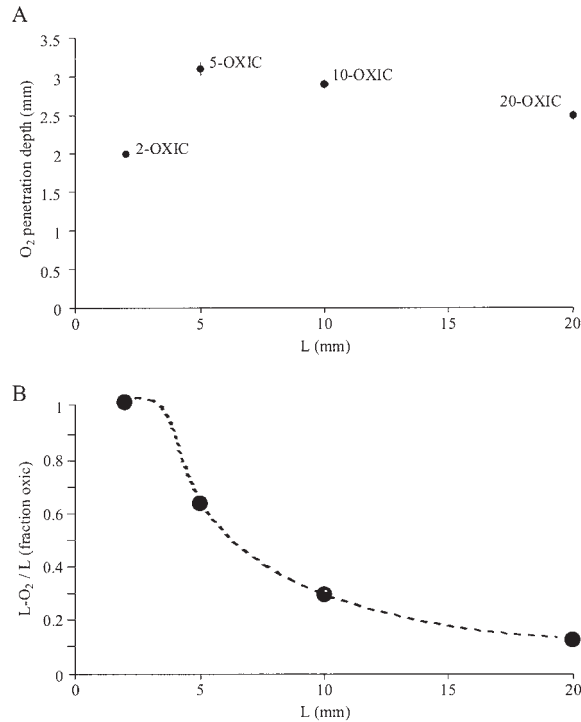 A
3.5
3
2.5
2
1.5
1
0.5
0
O2 penetration depth (mm)
5-OXIC
10-OXIC
20-OXIC
2-OXIC
0 5 10 15 20
L (mm)
B
1
0.8
0.6
0.4
0.2
0
L-O2 / L (fraction oxic)
0 5 10 15 20
L (mm)